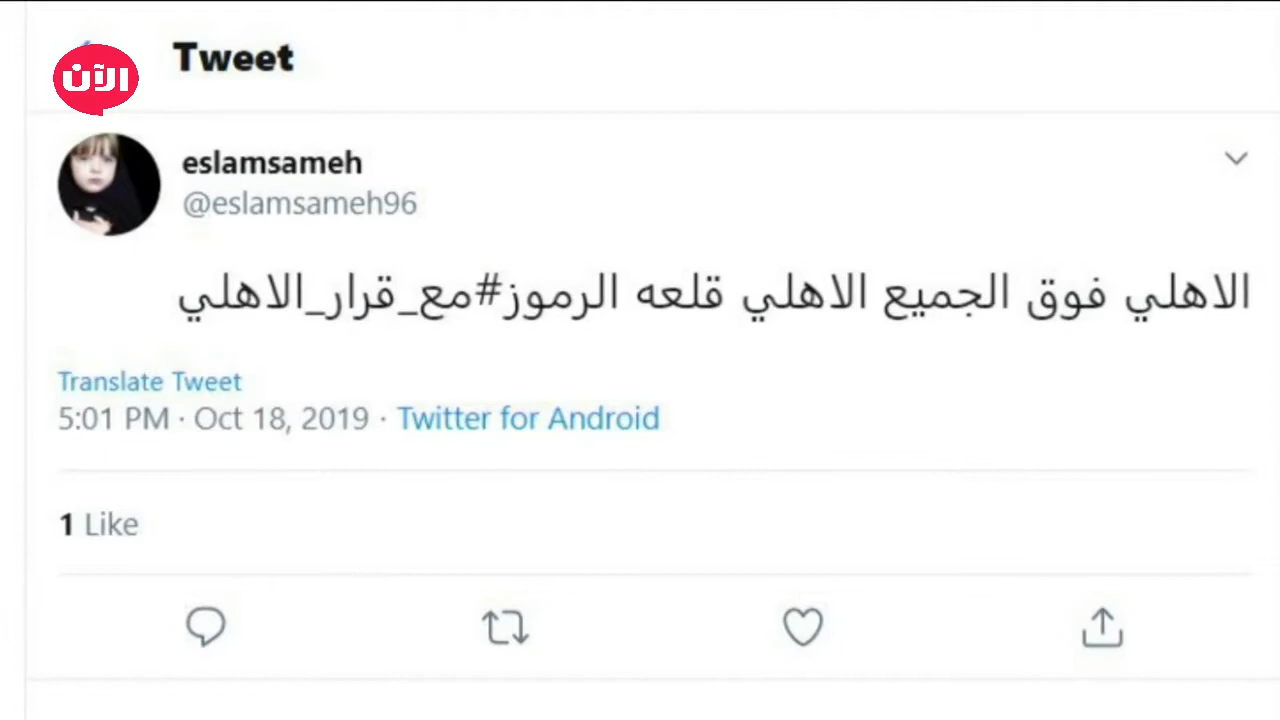 الآن
Tweet
eslamsameh
@eslamsameh96
الاهلي فوق الجميع الاهلي قلعه الرموز#مع_قرار_الاهلي
Translate Tweet
5:01 PM · Oct 18, 2019 · Twitter for Android
1 Like